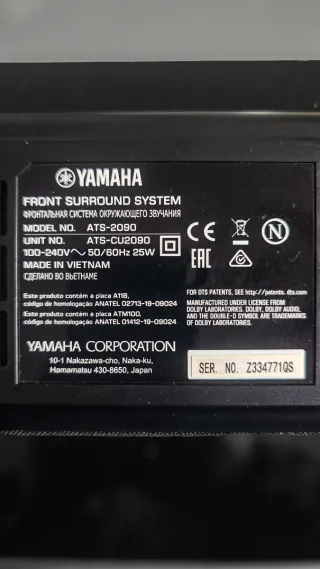 YAMAHA
FRONT SURROUND SYSTEM
ФРОНТАЛЬНАЯ СИСТЕМА ОКРУЖАЮЩЕГО ЗВУЧАНИЯ
MODEL NO. ATS-2090
UNIT NO. ATS-CU2090
100-240V~50/60Hz 25W
MADE IN VIETNAM
СДЕЛАНО ВО ВЬЕТНАМЕ
CE
N
EAC
Este produto contém a placa A118,
código de homologação ANATEL 02713-19-09024
Este produto contém a placa ATM100,
código de homologação ANATEL 01412-19-09024
FOR DTS PATENTS, SEE http://patents.dts.com
MANUFACTURED UNDER LICENSE FROM
DOLBY LABORATORIES. DOLBY, DOLBY AUDIO,
AND THE DOUBLE-D SYMBOL ARE TRADEMARKS
OF DOLBY LABORATORIES.
YAMAHA CORPORATION
10-1 Nakazawa-cho, Naka-ku,
Hamamatsu 430-8650, Japan
SER. NO. Z334771QS